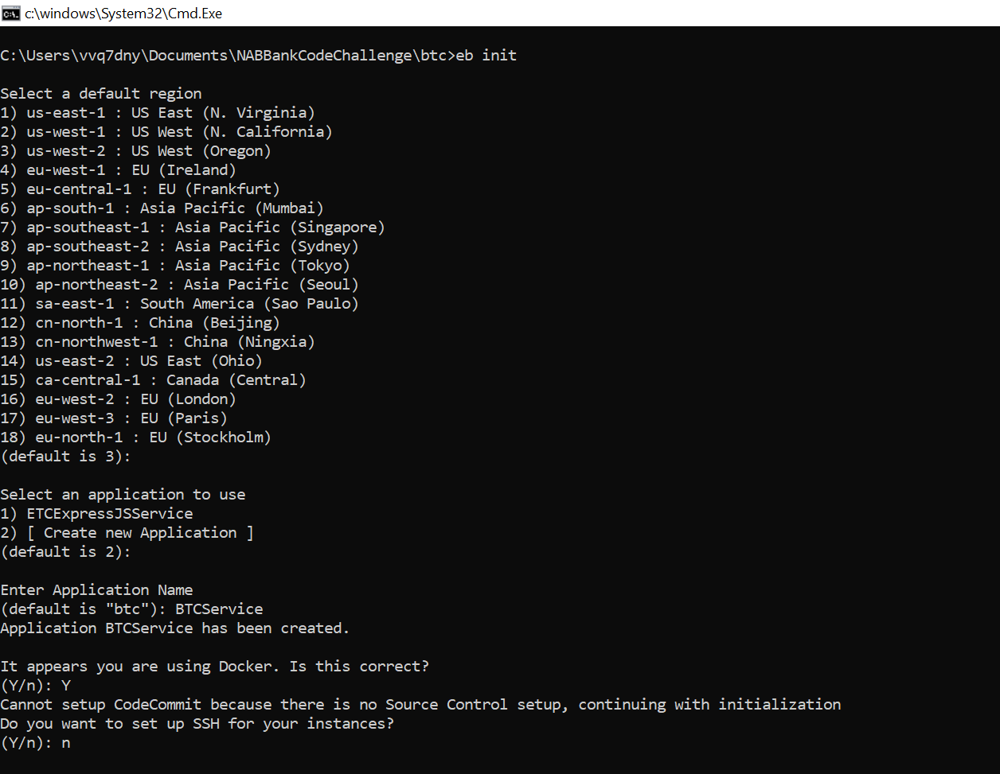 c:\windows\System32\Cmd.Exe
C:\Users\vvq7dny\Documents\NABBankCodeChallenge\btc>eb init
Select a default region
1) us-east-1 : US East (N. Virginia)
2) us-west-1 : US West (N. California)
3) us-west-2 : US West (Oregon)
4) eu-west-1 : EU (Ireland)
5) eu-central-1 : EU (Frankfurt)
6) ap-south-1 : Asia Pacific (Mumbai)
7) ap-southeast-1 : Asia Pacific (Singapore)
8) ap-southeast-2 : Asia Pacific (Sydney)
9) ap-northeast-1 : Asia Pacific (Tokyo)
10) ap-northeast-2 : Asia Pacific (Seoul)
11) sa-east-1 : South America (Sao Paulo)
12) cn-north-1 : China (Beijing)
13) cn-northwest-1 : China (Ningxia)
14) us-east-2 : US East (Ohio)
15) ca-central-1 : Canada (Central)
16) eu-west-2 : EU (London)
17) eu-west-3 : EU (Paris)
18) eu-north-1 : EU (Stockholm)
(default is 3):
Select an application to use
1) ETCExpressJSService
2) [ Create new Application ]
(default is 2):
Enter Application Name
(default is "btc"): BTCService
Application BTCService has been created.
It appears you are using Docker. Is this correct?
(Y/n): Y
Cannot setup CodeCommit because there is no Source Control setup, continuing with initialization
Do you want to set up SSH for your instances?
(Y/n): n